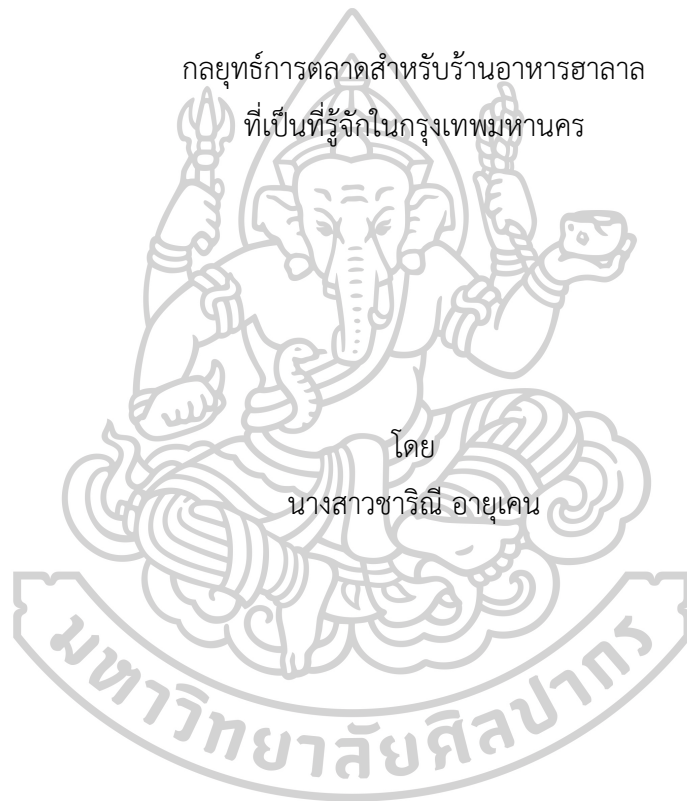 กลยุทธ์การตลาดสำหรับร้านอาหารฮาลาล
ที่เป็นที่รู้จักในกรุงเทพมหานคร
โดย
นางสาวชาริณี อายุเคน
มหาวิทยาลัยศิลปากร